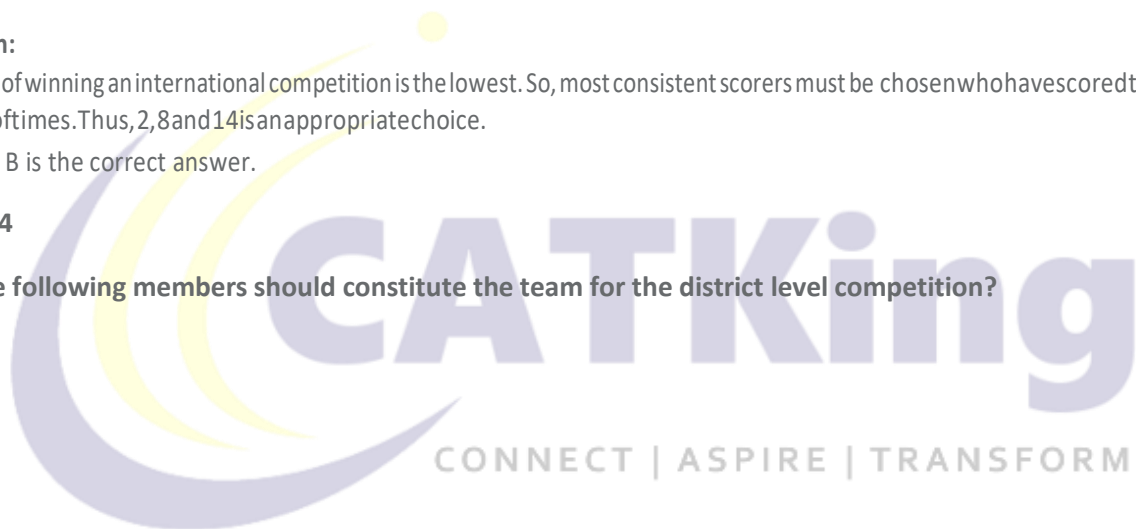 n:
of winning an international competition is the lowest. So, most consistent scorers must be chosen who have scored t
of times. Thus, 2, 8 and 14 is an appropriate choice.
B is the correct answer.
4
e following members should constitute the team for the district level competition?
CATKing
CONNECT | ASPIRE | TRANSFORM